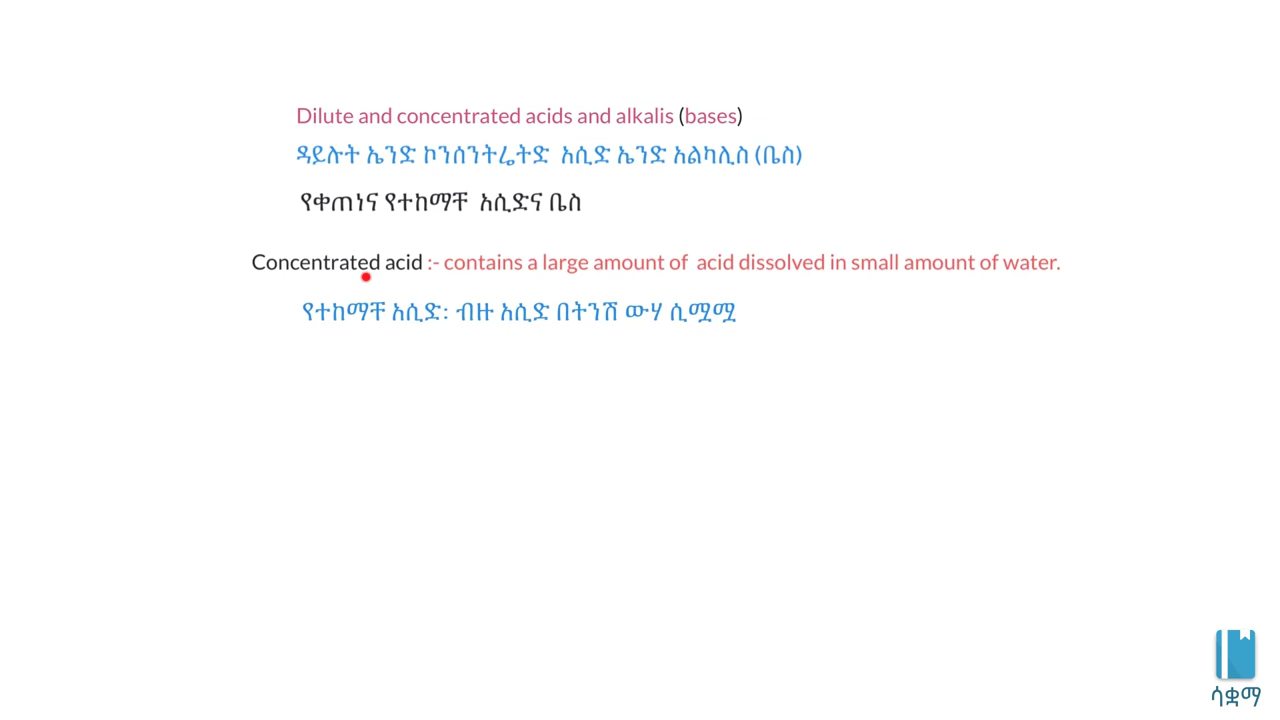 Dilute and concentrated acids and alkalis (bases)
ዳይሉት ኤንድ ኮንሰንትሬትድ አሲድ ኤንድ አልካሊስ (ቤስ)
የቀጠነና የተከማቸ አሲድና ቤስ
Concentrated acid :- contains a large amount of acid dissolved in small amount of water.
የተከማቸ አሲድ: ብዙ አሲድ በትንሽ ውሃ ሲሟሟ
ሳቋማ